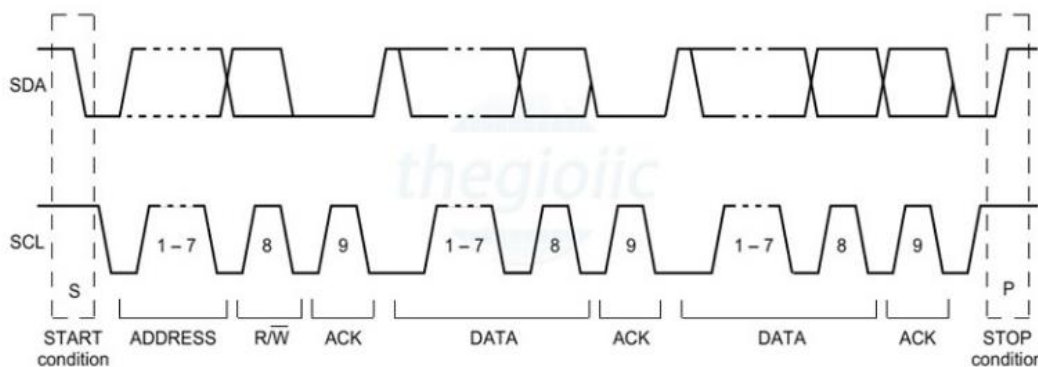 SDA
thegioiic
SCL
1 – 7 8 9 1 – 7 8 9 1 – 7 8 9
S P
START ADDRESS R/W̅ ACK DATA ACK DATA ACK STOP
condition condition